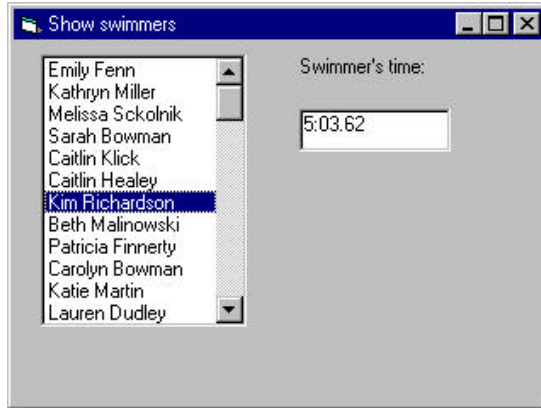 Show swimmers
Emily Fenn
Kathryn Miller
Melissa Sckolnik
Sarah Bowman
Caitlin Klick
Caitlin Healey
Kim Richardson
Beth Malinowski
Patricia Finnerty
Carolyn Bowman
Katie Martin
Lauren Dudley
Swimmer's time:
5:03.62